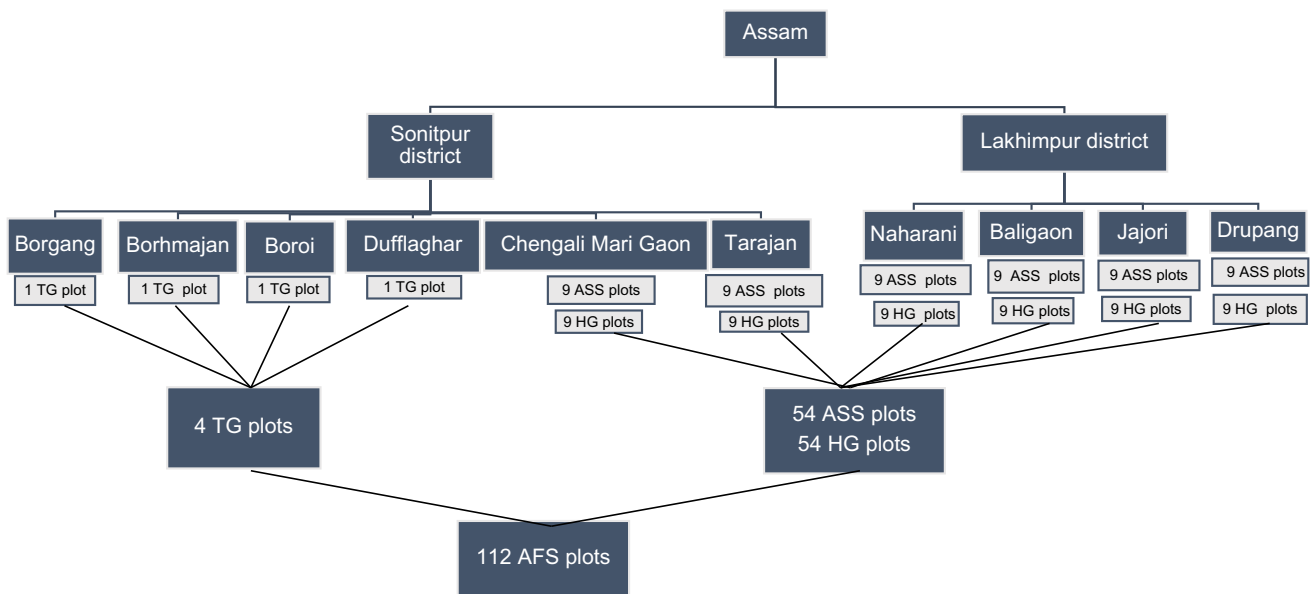 Assam
Sonitpur
district
Lakhimpur district
Borgang
Borhmajan
Boroi
Dufflaghar
Chengali Mari Gaon
Tarajan
Naharani
Baligaon
Jajori
Drupang
1 TG plot
1 TG plot
1 TG plot
1 TG plot
9 ASS plots
9 ASS plots
9 ASS plots
9 ASS plots
9 ASS plots
9 ASS plots
9 HG plots
9 HG plots
9 HG plots
9 HG plots
9 HG plots
9 HG plots
4 TG plots
54 ASS plots
54 HG plots
112 AFS plots